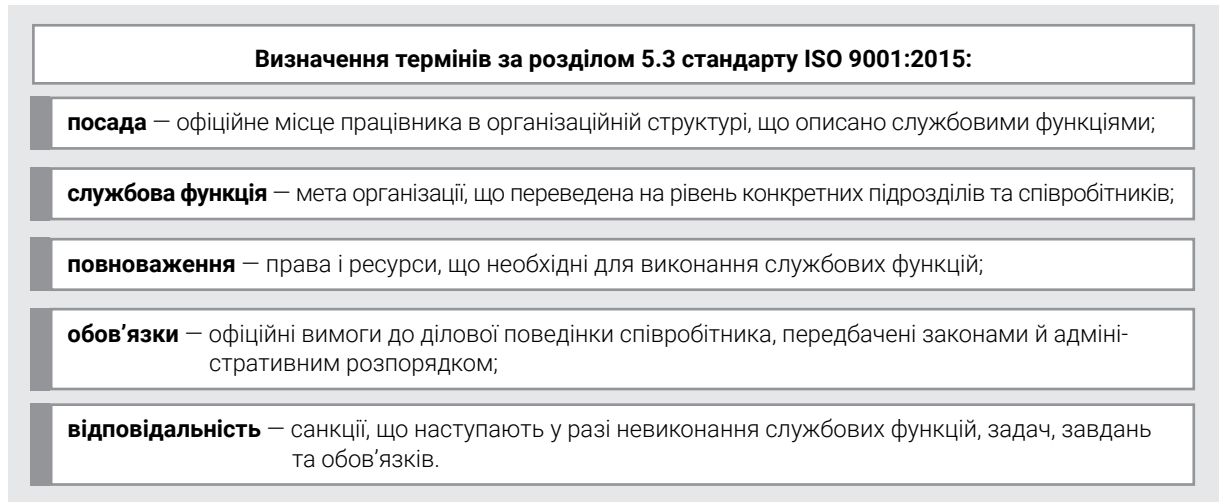 Визначення термінів за розділом 5.3 стандарту ISO 9001:2015:
посада — офіційне місце працівника в організаційній структурі, що описано службовими функціями;
службова функція — мета організації, що переведена на рівень конкретних підрозділів та співробітників;
повноваження — права і ресурси, що необхідні для виконання службових функцій;
обов’язки — офіційні вимоги до ділової поведінки співробітника, передбачені законами й адміні-
стративним розпорядком;
відповідальність — санкції, що наступають у разі невиконання службових функцій, задач, завдань
та обов’язків.